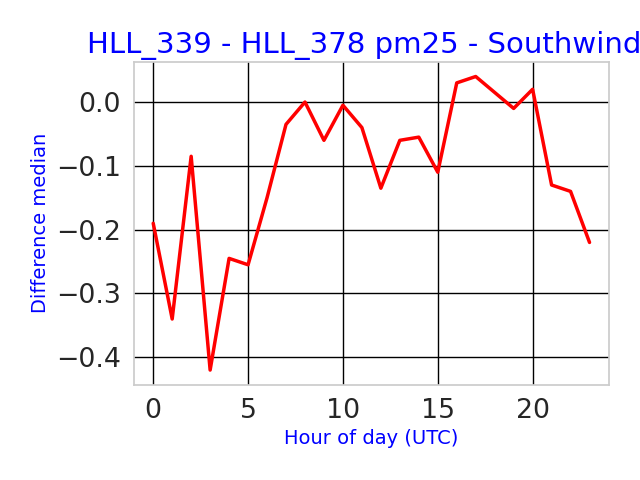 HLL_339 - HLL_378 pm25 - Southwind
Difference median
0.0
−0.1
−0.2
−0.3
−0.4
0 5 10 15 20
Hour of day (UTC)